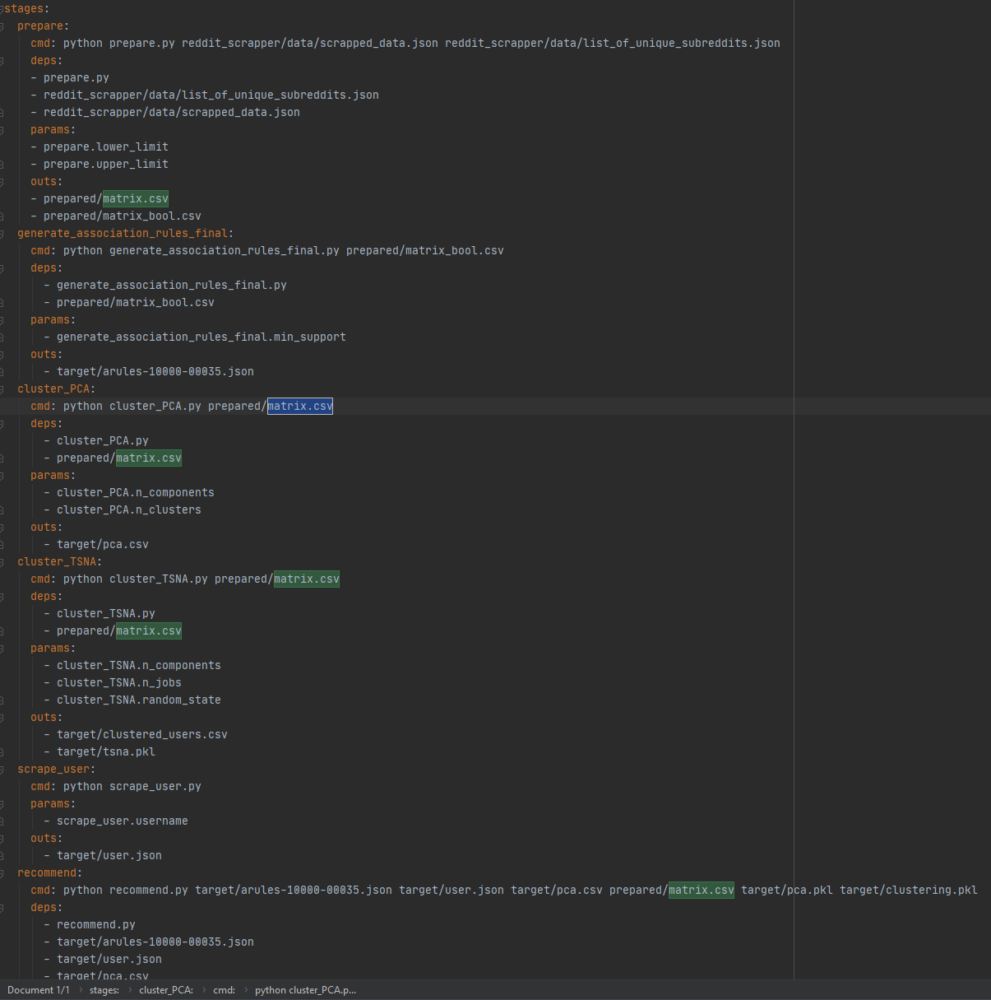 stages:
prepare:
cmd: python prepare.py reddit_scrapper/data/scrapped_data.json reddit_scrapper/data/list_of_unique_subreddits.json
deps:
- prepare.py
- reddit_scrapper/data/list_of_unique_subreddits.json
- reddit_scrapper/data/scrapped_data.json
params:
- prepare.lower_limit
- prepare.upper_limit
outs:
- prepared/matrix.csv
- prepared/matrix_bool.csv
generate_association_rules_final:
cmd: python generate_association_rules_final.py prepared/matrix_bool.csv
deps:
- generate_association_rules_final.py
- prepared/matrix_bool.csv
params:
- generate_association_rules_final.min_support
outs:
- target/arules-10000-00035.json
cluster_PCA:
cmd: python cluster_PCA.py prepared/matrix.csv
deps:
- cluster_PCA.py
- prepared/matrix.csv
params:
- cluster_PCA.n_components
- cluster_PCA.n_clusters
outs:
- target/pca.csv
cluster_TSNA:
cmd: python cluster_TSNA.py prepared/matrix.csv
deps:
- cluster_TSNA.py
- prepared/matrix.csv
params:
- cluster_TSNA.n_components
- cluster_TSNA.n_jobs
- cluster_TSNA.random_state
outs:
- target/clustered_users.csv
- target/tsna.pkl
scrape_user:
cmd: python scrape_user.py
params:
- scrape_user.username
outs:
- target/user.json
recommend:
cmd: python recommend.py target/arules-10000-00035.json target/user.json target/pca.csv prepared/matrix.csv target/pca.pkl target/clustering.pkl
deps:
- recommend.py
- target/arules-10000-00035.json
- target/user.json
- target/pca.csv
Document 1/1 › stages: › cluster_PCA: › cmd: › python cluster_PCA.p...